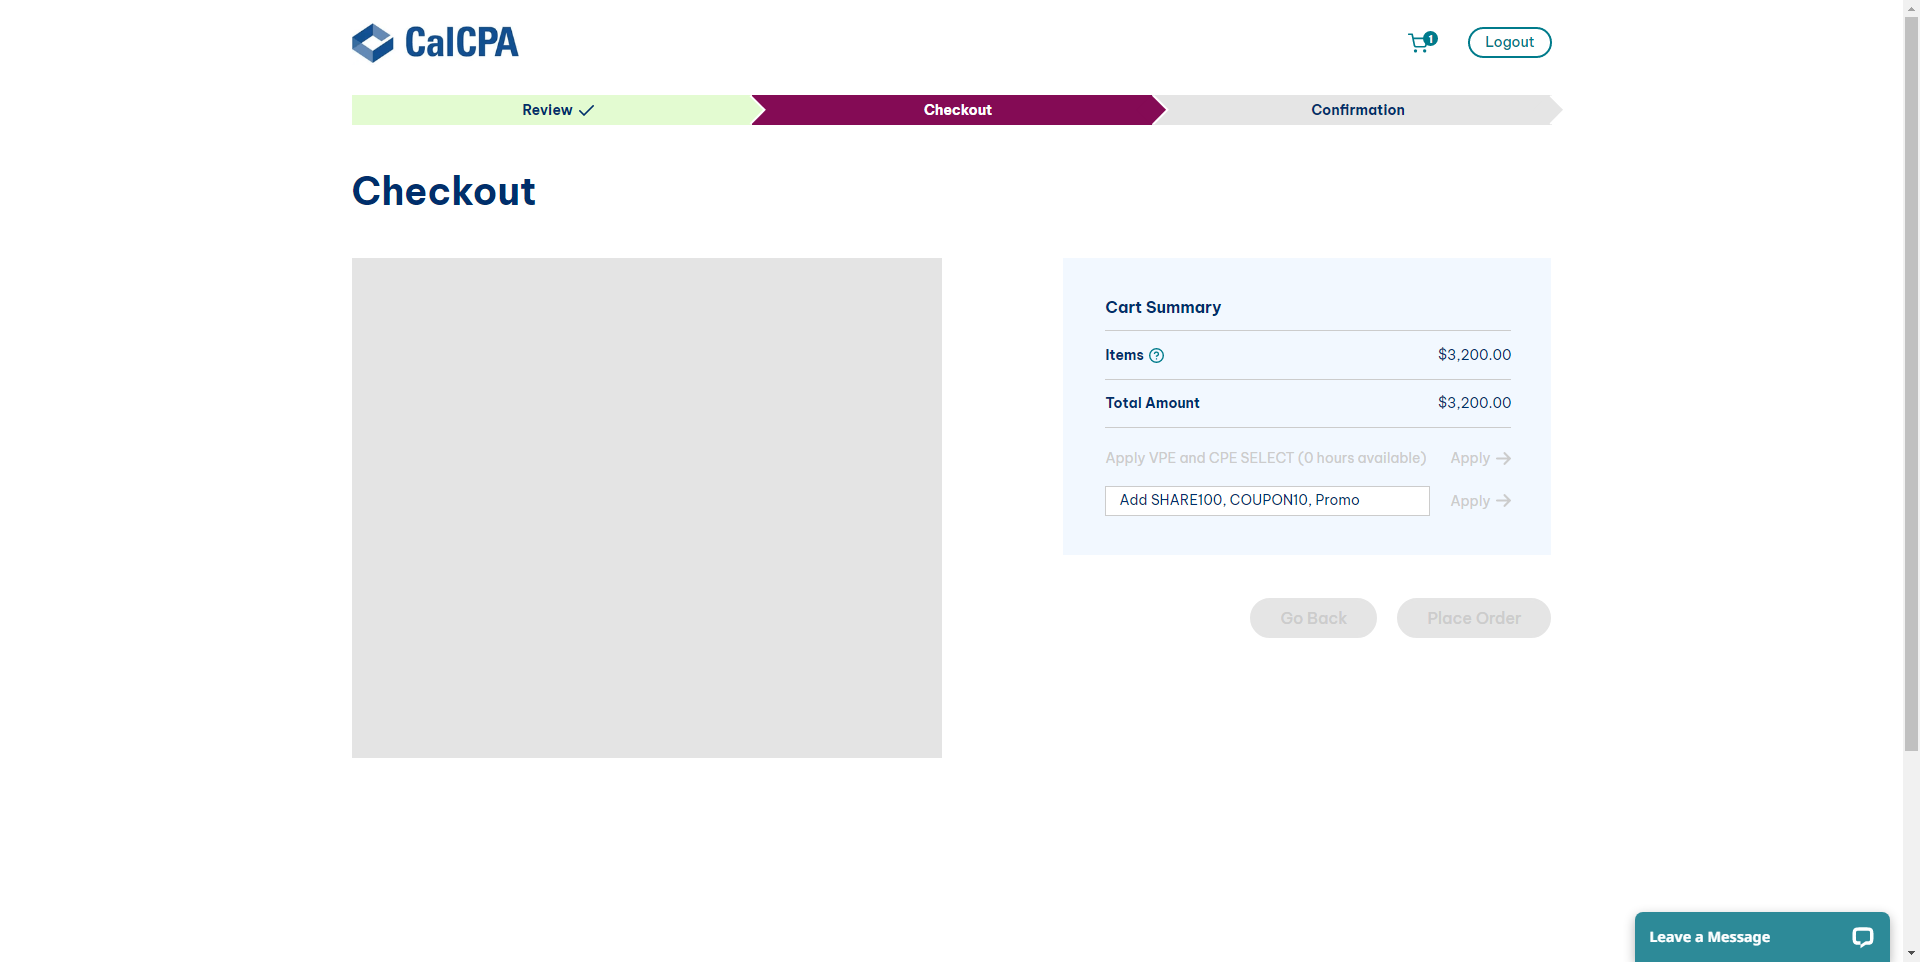 CalCPA
1
Logout
Review
Checkout
Confirmation
Checkout
Cart Summary
Items ? $3,200.00
Total Amount $3,200.00
Apply VPE and CPE SELECT (0 hours available) Apply
Add SHARE100, COUPON10, Promo Apply
Go Back Place Order
Leave a Message